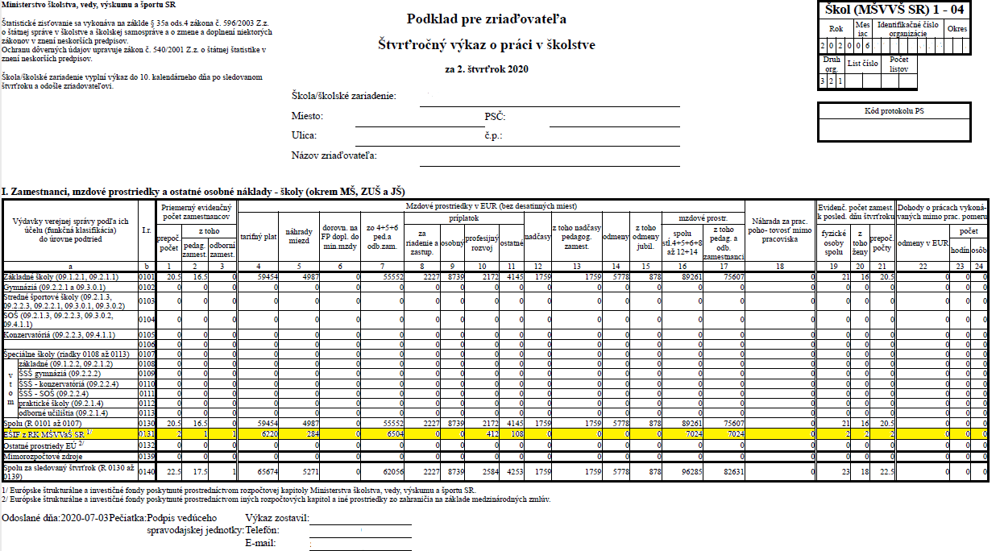 Ministerstvo školstva, vedy, výskumu a športu SR
Štatistické zisťovanie sa vykonáva na základe § 35a ods.4 zákona č. 596/2003 Z.z.
o štátnej správe v školstve a školskej samospráve a o zmene a doplnení niektorých
zákonov v znení neskorších predpisov.
Ochranu dôverných údajov upravuje zákon č. 540/2001 Z.z. o štátnej štatistike v
znení neskorších predpisov.
Škola/školské zariadenie vyplní výkaz do 10. kalendárneho dňa po sledovanom
štvrťroku a odošle zriadovateľovi.
Podklad pre zriaďovateľa
Štvrťročný výkaz o práci v školstve
za 2. štvrťrok 2020
Škola/školské zariadenie:
Miesto: PSČ:
Ulica: č.p.:
Názov zriaďovateľa:
Škol (MŠVVŠ SR) 1 - 04
Rok Mes iac Identifikačné číslo organizácie Okres
2 0 2 0 0 6
Druh org. List číslo Počet listov
3 2 1
Kód protokolu PS
I. Zamestnanci, mzdové prostriedky a ostatné osobné náklady - školy (okrem MŠ, ZUŠ a JŠ)
Výdavky verejnej správy podľa ich účelu (funkčná klasifikácia) do úrovne podtried
l.r.
Priemerný evidenčný počet zamestnancov
prepoč. počet
z toho
pedag. zamest.
odborní zamest.
Mzdové prostriedky v EUR (bez desatinných miest)
tarifný plat
náhrady miezd
dorovn. na FP dopl. do min.mzdy
zo 4+5+6 ped.a odb.zam.
príplatok
za riadenie a zastup.
osobný
profesijný rozvoj
ostatné
nadčasy
z toho nadčasy pedagog. zamest.
odmeny
z toho odmeny jubil.
mzdové prostr.
spolu stĺ.4+5+6+8 až 12+14
z toho pedag. a odb. zamestnanci
Náhrada za prac. poho- tovosť mimo pracoviska
Evidenč. počet zamest. k posled. dňu štvrťroku
fyzické osoby spolu
z toho ženy
prepoč. počty
Dohody o prácach vykoná-vaných mimo prac. pomeru
odmeny v EUR
počet
hodín
osôb
a b 1 2 3 4 5 6 7 8 9 10 11 12 13 14 15 16 17 18 19 20 21 22 23 24
Základné školy (09.1.2.1, 09.2.1.1) 0101 20.5 16.5 0 59454 4987 0 55552 2227 8739 2172 4145 1759 1759 5778 878 89261 75607 0 21 16 20.5 0 0 0
Gymnáziá (09.2.2.1 a 09.3.0.1) 0102 0 0 0 0 0 0 0 0 0 0 0 0 0 0 0 0 0 0 0 0 0 0 0 0
Stredné športové školy (09.2.1.3, 09.2.2.3, 09.2.2.1, 09.3.0.1, 09.3.0.2) 0103 0 0 0 0 0 0 0 0 0 0 0 0 0 0 0 0 0 0 0 0 0 0 0 0
SOŠ (09.2.1.3, 09.2.2.3, 09.3.0.2, 09.4.1.1) 0104 0 0 0 0 0 0 0 0 0 0 0 0 0 0 0 0 0 0 0 0 0 0 0 0
Konzervatóriá (09.2.2.3, 09.4.1.1) 0105 0 0 0 0 0 0 0 0 0 0 0 0 0 0 0 0 0 0 0 0 0 0 0 0
0106 0 0 0 0 0 0 0 0 0 0 0 0 0 0 0 0 0 0 0 0 0 0 0 0
Špeciálne školy (riadky 0108 až 0113) 0107 0 0 0 0 0 0 0 0 0 0 0 0 0 0 0 0 0 0 0 0 0 0 0 0
v tom
základné (09.1.2.2, 09.2.1.2) 0108 0 0 0 0 0 0 0 0 0 0 0 0 0 0 0 0 0 0 0 0 0 0 0 0
ŠSŠ gymnáziá (09.2.2.2) 0109 0 0 0 0 0 0 0 0 0 0 0 0 0 0 0 0 0 0 0 0 0 0 0 0
ŠSŠ - konzervatóriá (09.2.2.4) 0110 0 0 0 0 0 0 0 0 0 0 0 0 0 0 0 0 0 0 0 0 0 0 0 0
ŠSŠ - SOŠ (09.2.2.4) 0111 0 0 0 0 0 0 0 0 0 0 0 0 0 0 0 0 0 0 0 0 0 0 0 0
praktické školy (09.2.1.4) 0112 0 0 0 0 0 0 0 0 0 0 0 0 0 0 0 0 0 0 0 0 0 0 0 0
odborné učilištia (09.2.1.4) 0113 0 0 0 0 0 0 0 0 0 0 0 0 0 0 0 0 0 0 0 0 0 0 0 0
Spolu (R 0101 až 0107) 0130 20.5 16.5 0 59454 4987 0 55552 2227 8739 2172 4145 1759 1759 5778 878 89261 75607 0 21 16 20.5 0 0 0
EŠIF z RK MŠVVaŠ SR 1/ 0131 2 1 1 6220 284 0 6504 0 0 412 108 0 0 0 0 7024 7024 0 2 2 2 0 0 0
Ostatné prostriedy EÚ 2/ 0132 0 0 0 0 0 0 0 0 0 0 0 0 0 0 0 0 0 0 0 0 0 0 0 0
Mimorozpočtové zdroje 0139 0 0 0 0 0 0 0 0 0 0 0 0 0 0 0 0 0 0 0 0 0 0 0 0
Spolu za sledovaný štvrťrok (R 0130 až 0139) 0140 22.5 17.5 1 65674 5271 0 62056 2227 8739 2584 4253 1759 1759 5778 878 96285 82631 0 23 18 22.5 0 0 0
1/ Európske štrukturálne a investičné fondy poskytnuté prostredníctvom rozpočtovej kapitoly Ministerstva školstva, vedy, výskumu a športu SR.
2/ Európske štrukturálne a investičné fondy poskytnuté prostredníctvom iných rozpočtových kapitol a iné prostriedky zo zahraničia na základe medzinárodných zmlúv.
Odoslané dňa:2020-07-03Pečiatka:Podpis vedúceho Výkaz zostavil:
spravodajskej jednotky:Telefón:
E-mail: